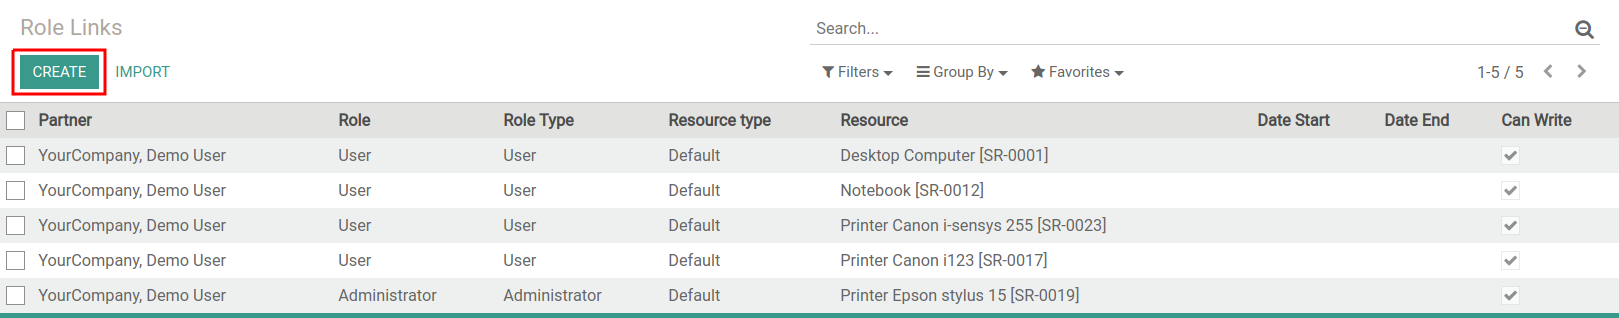 Role Links
Search...
CREATE IMPORT Filters Group By Favorites 1-5 / 5
Partner Role Role Type Resource type Resource Date Start Date End Can Write
YourCompany, Demo User User User Default Desktop Computer [SR-0001]
YourCompany, Demo User User User Default Notebook [SR-0012]
YourCompany, Demo User User User Default Printer Canon i-sensys 255 [SR-0023]
YourCompany, Demo User User User Default Printer Canon i123 [SR-0017]
YourCompany, Demo User Administrator Administrator Default Printer Epson stylus 15 [SR-0019]